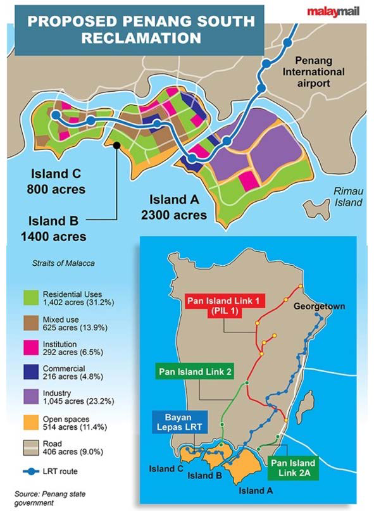 malaymail
PROPOSED PENANG SOUTH
RECLAMATION
Penang
International
airport
Island C
800 acres
Island B
1400 acres
Island A
2300 acres
Rimau
Island
Straits of Malacca
Residential Uses
1,402 acres (31.2%)
Mixed use
625 acres (13.9%)
Institution
292 acres (6.5%)
Commercial
216 acres (4.8%)
Industry
1,045 acres (23.2%)
Open spaces
514 acres (11.4%)
Road
406 acres (9.0%)
LRT route
Source: Penang state
government
Pan Island Link 1
(PIL 1)
Georgetown
Pan Island Link 2
Bayan
Lepas LRT
Island C
Island B
Island A
Pan Island
Link 2A